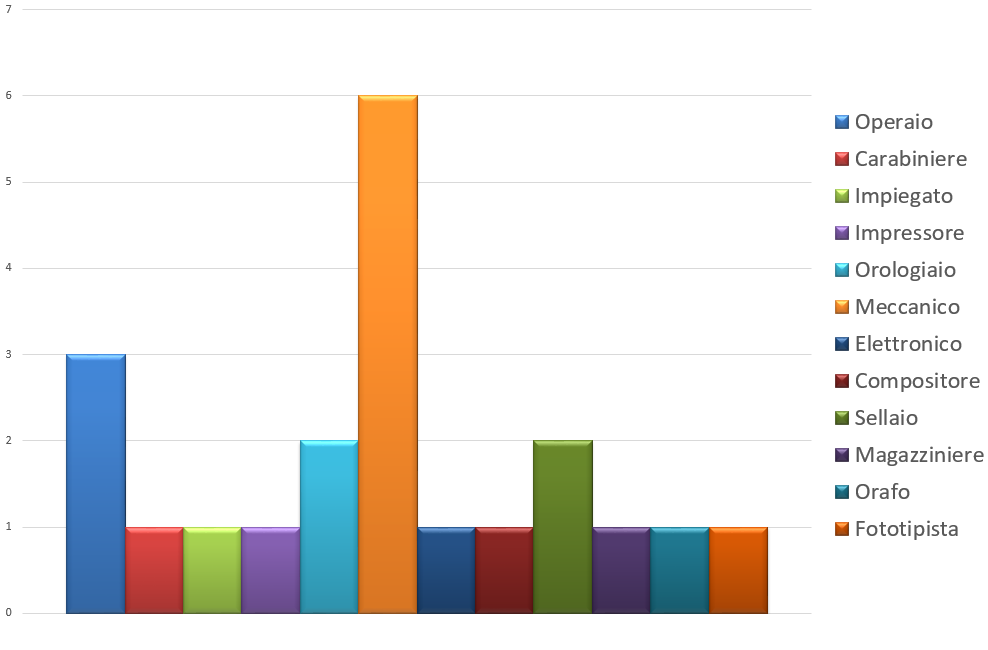 7
6
5
4
3
2
1
0
Operaio
Carabiniere
Impiegato
Impressore
Orologiaio
Meccanico
Elettronico
Compositore
Sellaio
Magazziniere
Orafo
Fototipista